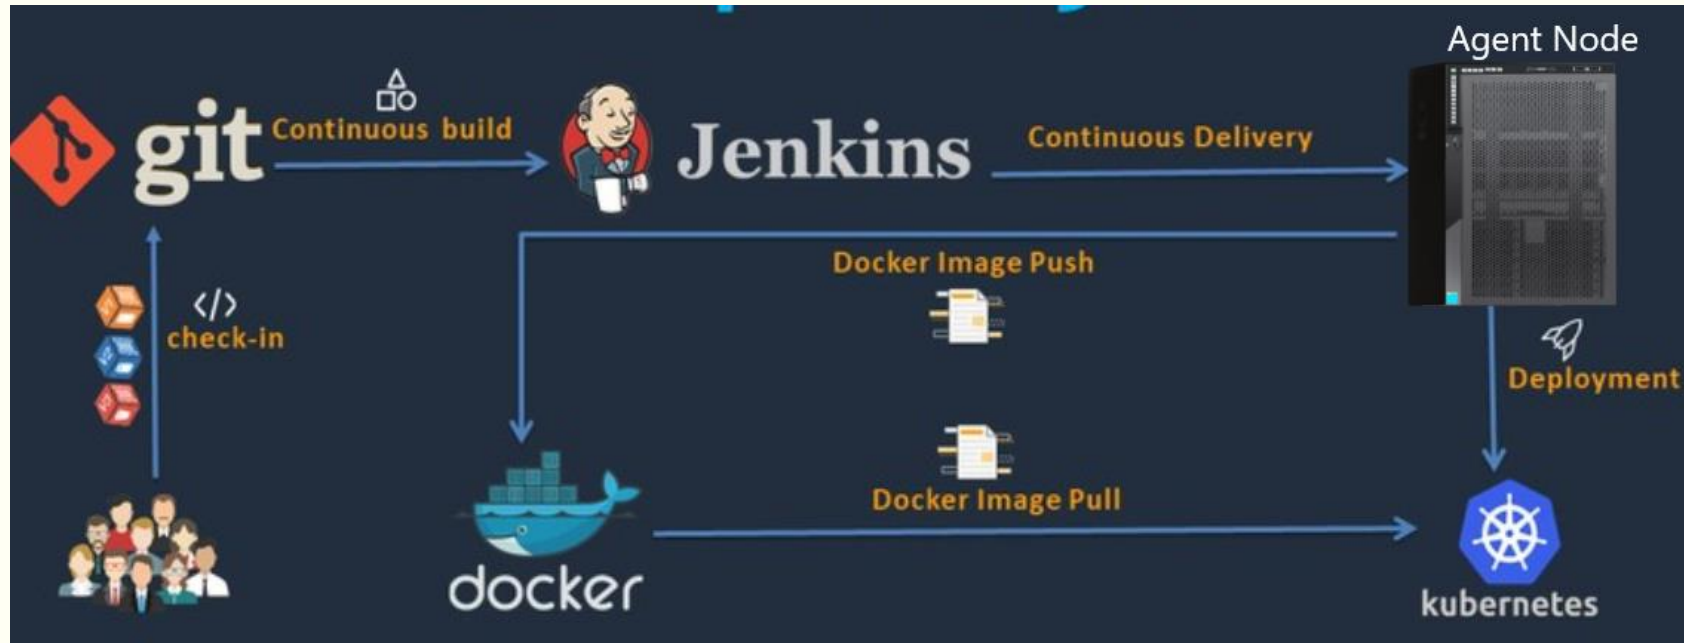 Agent Node
git
Continuous build
Jenkins
Continuous Delivery
Docker Image Push
</>
check-in
Deployment
Docker Image Pull
docker
kubernetes